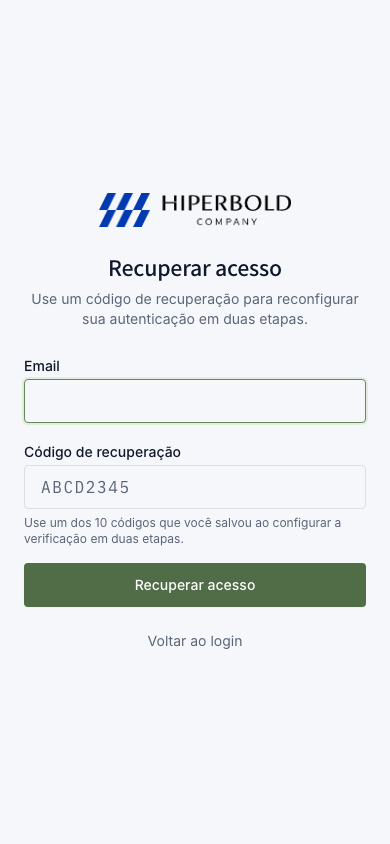 HIPERBOLD
COMPANY
Recuperar acesso
Use um código de recuperação para reconfigurar
sua autenticação em duas etapas.
Email
Código de recuperação
ABCD2345
Use um dos 10 códigos que você salvou ao configurar a
verificação em duas etapas.
Recuperar acesso
Voltar ao login